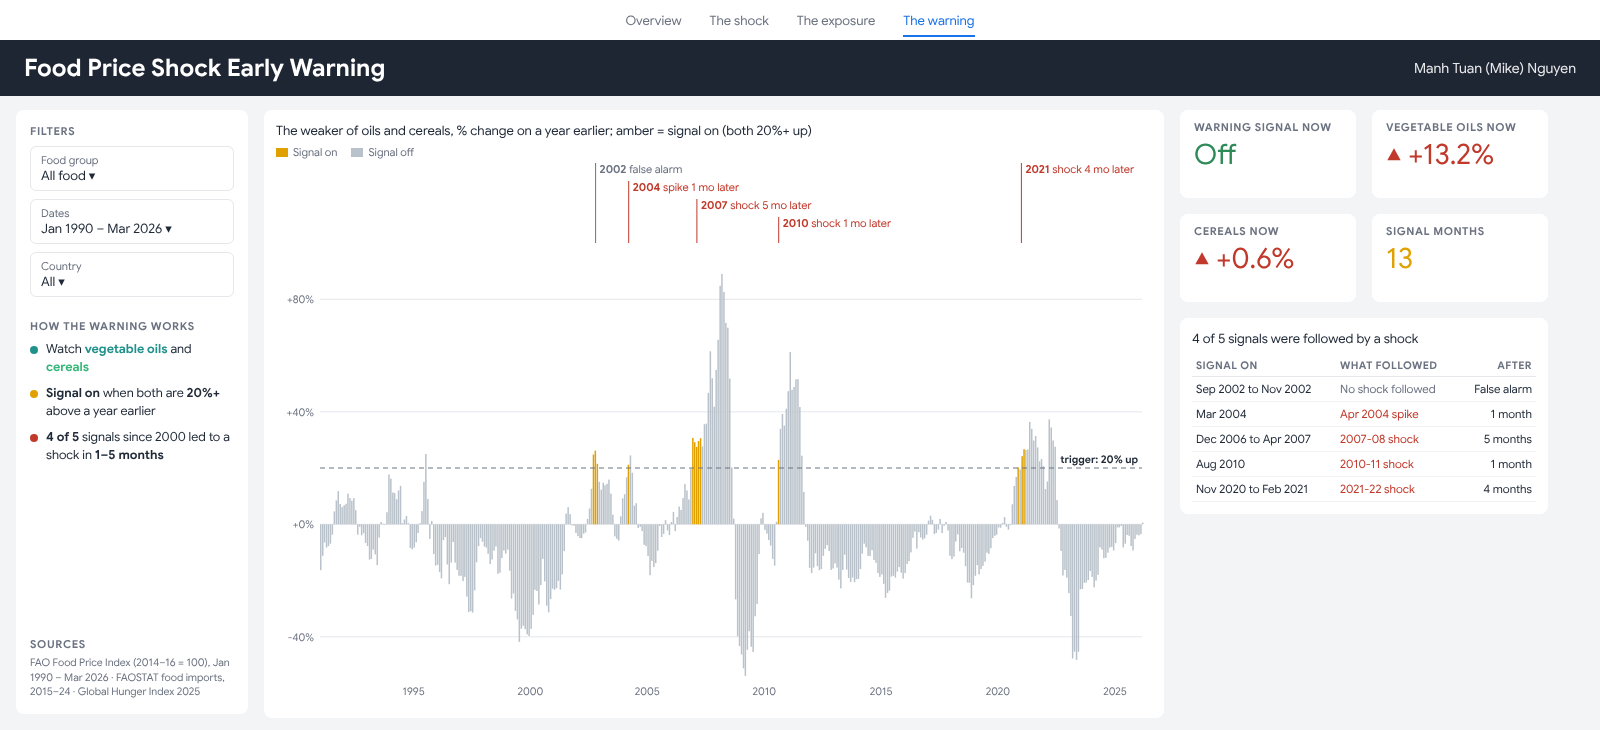 Overview
The shock
The exposure
The warning
Food Price Shock Early Warning
Manh Tuan (Mike) Nguyen
FILTERS
Food group
All food ▾
Dates
Jan 1990 – Mar 2026 ▾
Country
All ▾
HOW THE WARNING WORKS
Watch vegetable oils and
cereals
Signal on when both are 20%+
above a year earlier
4 of 5 signals since 2000 led to a
shock in 1–5 months
SOURCES
FAO Food Price Index (2014–16 = 100), Jan
1990 – Mar 2026 · FAOSTAT food imports,
2015–24 · Global Hunger Index 2025
The weaker of oils and cereals, % change on a year earlier; amber = signal on (both 20%+ up)
Signal on
Signal off
2002 false alarm
2004 spike 1 mo later
2007 shock 5 mo later
2010 shock 1 mo later
2021 shock 4 mo later
+80%
+40%
trigger: 20% up
+0%
-40%
1995
2000
2005
2010
2015
2020
2025
WARNING SIGNAL NOW
Off
VEGETABLE OILS NOW
▲ +13.2%
CEREALS NOW
▲ +0.6%
SIGNAL MONTHS
13
4 of 5 signals were followed by a shock
SIGNAL ON WHAT FOLLOWED AFTER
Sep 2002 to Nov 2002 No shock followed False alarm
Mar 2004 Apr 2004 spike 1 month
Dec 2006 to Apr 2007 2007-08 shock 5 months
Aug 2010 2010-11 shock 1 month
Nov 2020 to Feb 2021 2021-22 shock 4 months